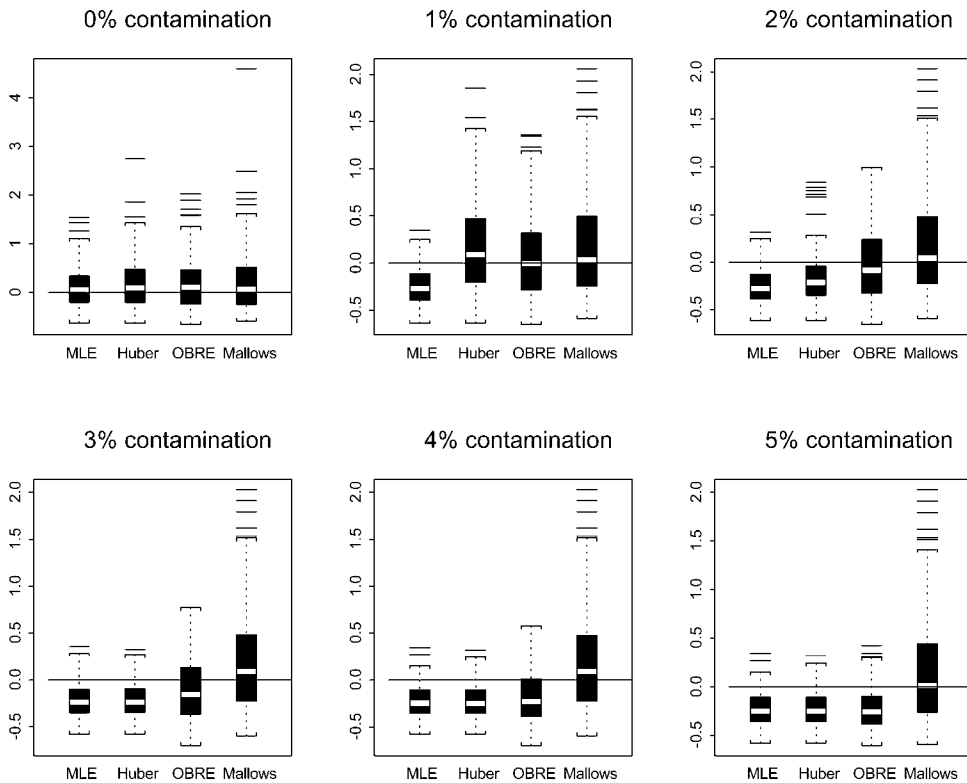 0% contamination
1% contamination
2% contamination
4
3
2
1
0
MLE Huber OBRE Mallows
2.0
1.5
1.0
0.5
0.0
-0.5
MLE Huber OBRE Mallows
2.0
1.5
1.0
0.5
0.0
-0.5
MLE Huber OBRE Mallows
3% contamination
4% contamination
5% contamination
2.0
1.5
1.0
0.5
0.0
-0.5
MLE Huber OBRE Mallows
2.0
1.5
1.0
0.5
0.0
-0.5
MLE Huber OBRE Mallows
2.0
1.5
1.0
0.5
0.0
-0.5
MLE Huber OBRE Mallows